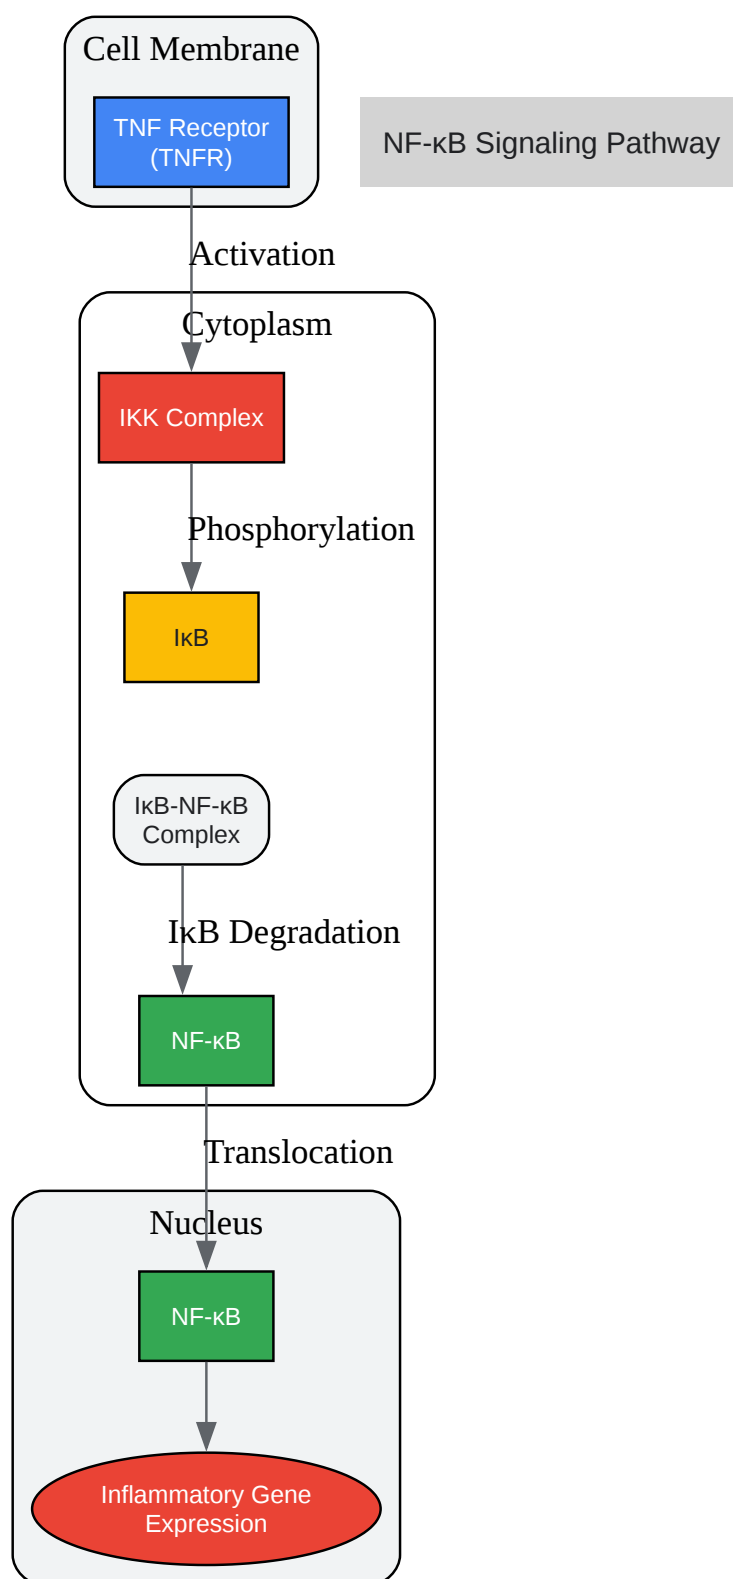 Cell Membrane
TNF Receptor
(TNFR)
NF-κB Signaling Pathway
Activation
Cytoplasm
IKK Complex
Phosphorylation
IκB
IκB-NF-κB
Complex
IκB Degradation
NF-κB
Translocation
Nucleus
NF-κB
Inflammatory Gene
Expression